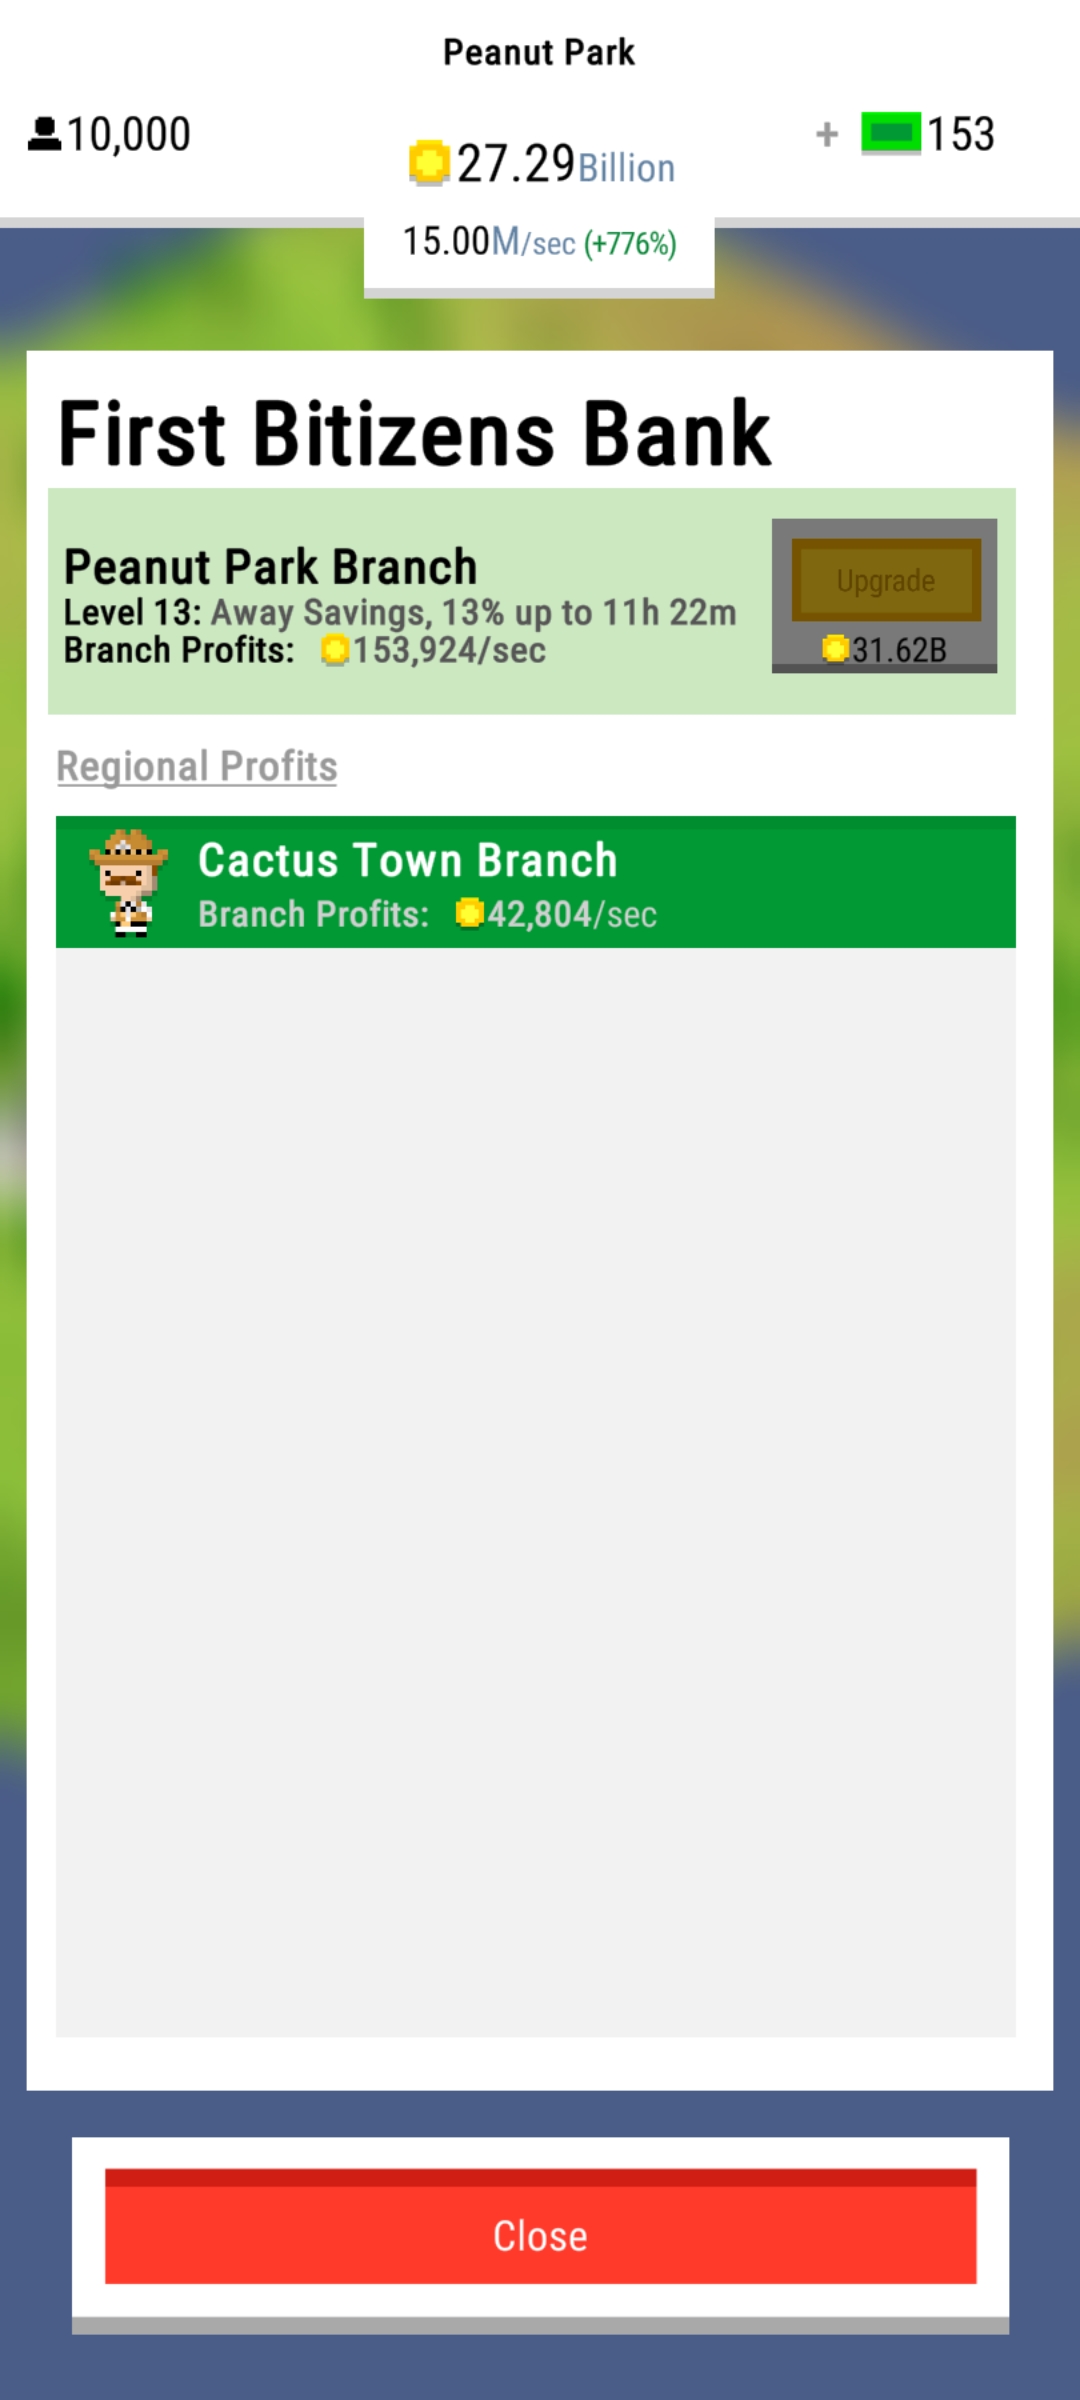 Peanut Park
10,000
27.29Billion
+ 153
15.00M/sec (+776%)
First Bitizens Bank
Peanut Park Branch
Level 13: Away Savings, 13% up to 11h 22m
Branch Profits: 153,924/sec
Upgrade
31.62B
Regional Profits
Cactus Town Branch
Branch Profits: 42,804/sec
Close